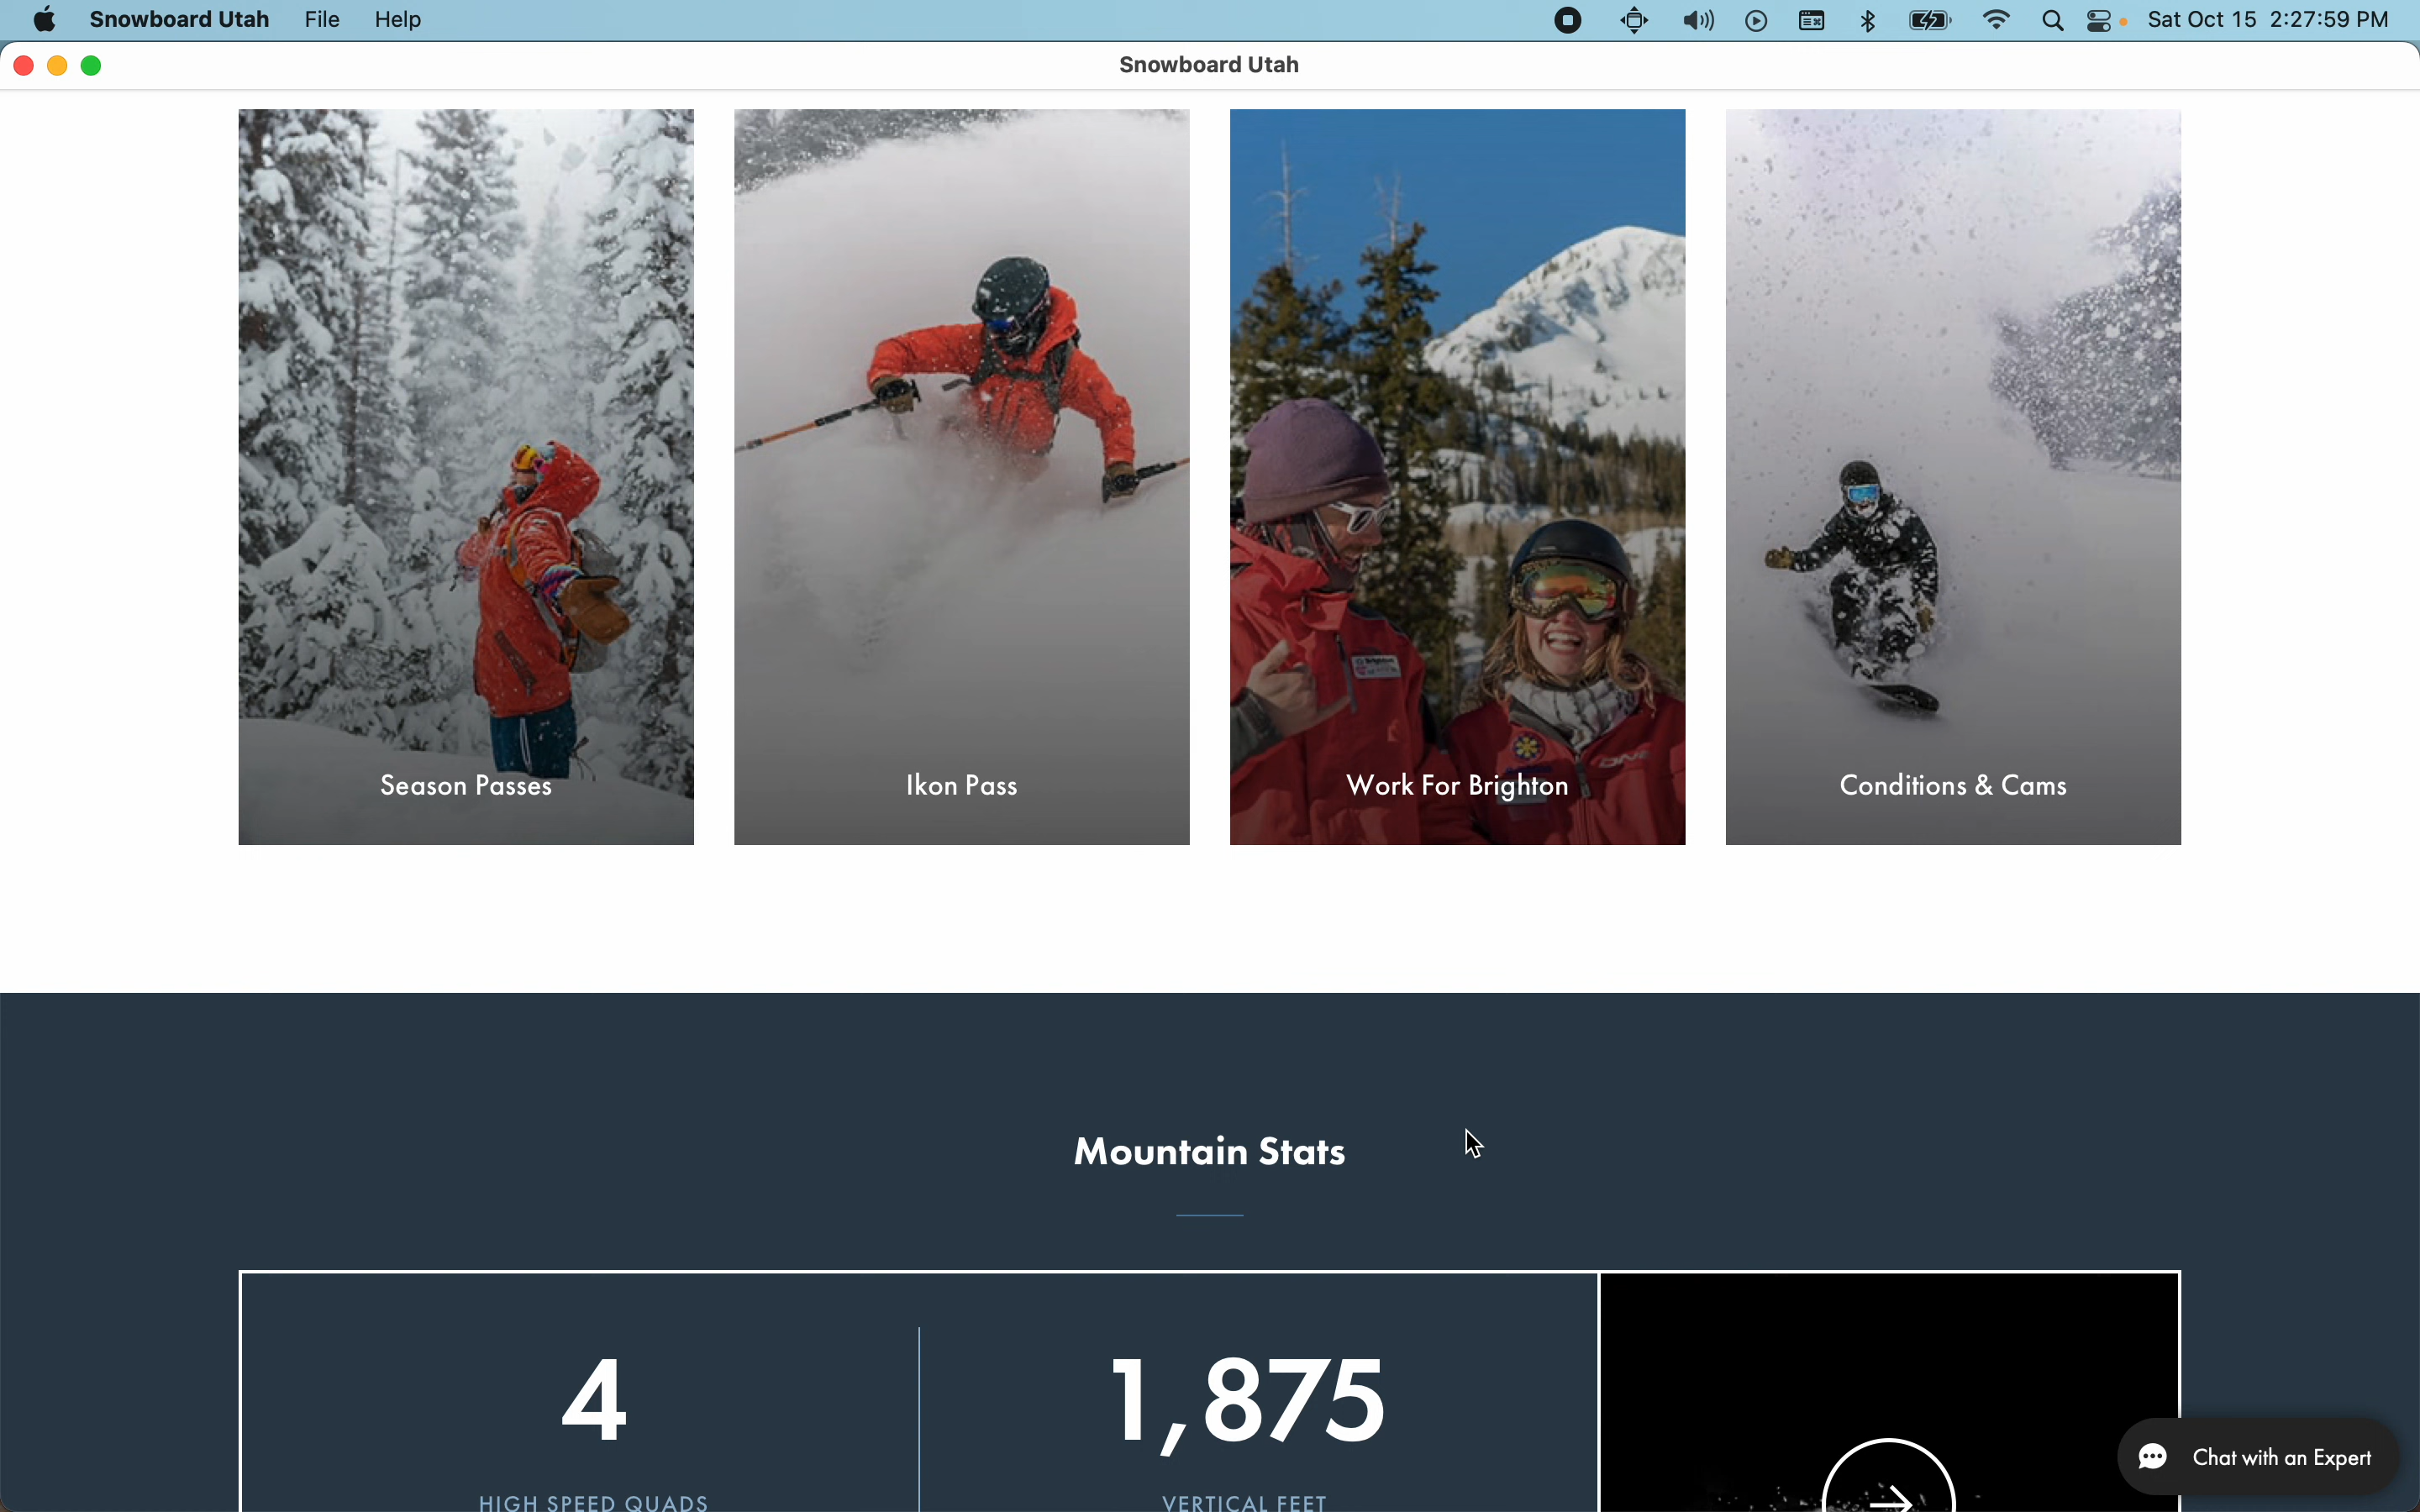 Snowboard Utah File Help Sat Oct 15 2:27:59 PM
Snowboard Utah
Season Passes
Ikon Pass
Work For Brighton
Conditions & Cams
Mountain Stats
4
1,875
HIGH SPEED QUADS
VERTICAL FEET
Chat with an Expert